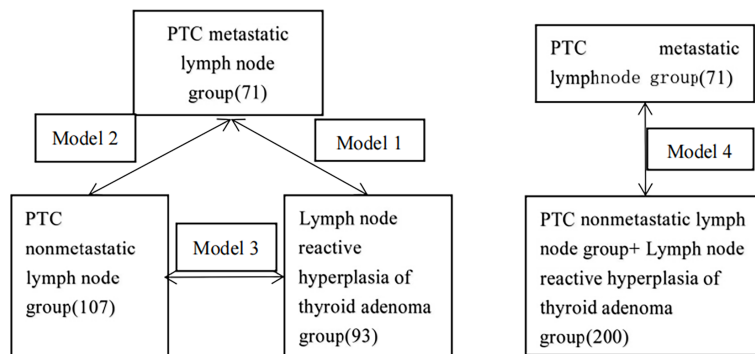 PTC metastatic
lymph node
group(71)
Model 2
Model 1
PTC
nonmetastatic
lymph node
group(107)
Model 3
Lymph node
reactive
hyperplasia of
thyroid adenoma
group(93)
PTC metastatic
lymphnode group(71)
Model 4
PTC nonmetastatic lymph
node group+ Lymph node
reactive hyperplasia of
thyroid adenoma
group(200)